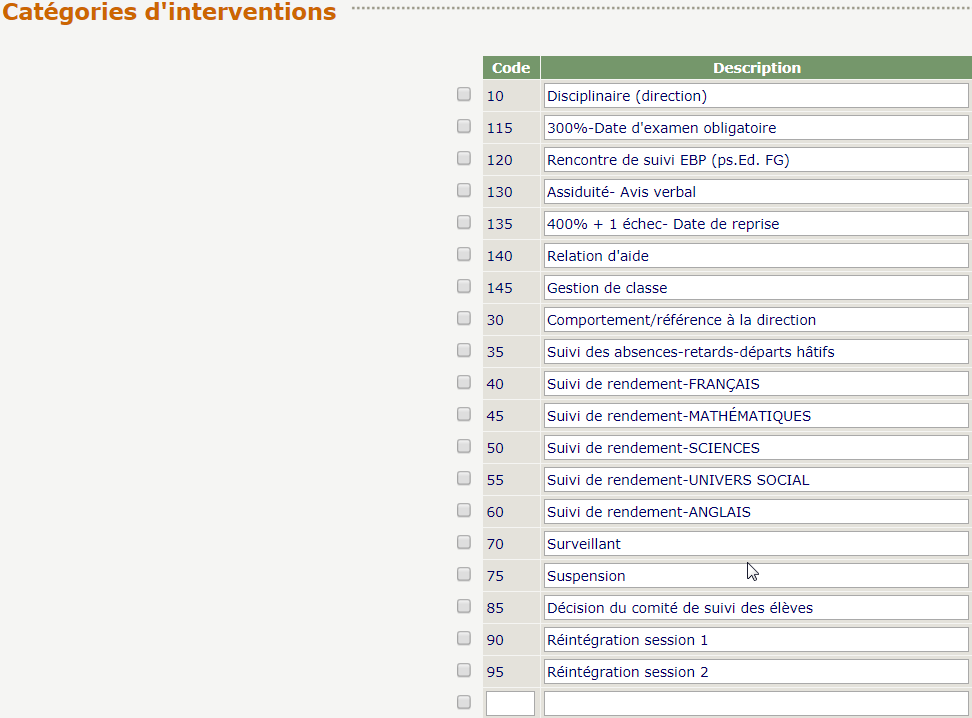 Catégories d'interventions
Code Description
10 Disciplinaire (direction)
115 300%-Date d'examen obligatoire
120 Rencontre de suivi EBP (ps.Ed. FG)
130 Assiduité- Avis verbal
135 400% + 1 échec- Date de reprise
140 Relation d'aide
145 Gestion de classe
30 Comportement/référence à la direction
35 Suivi des absences-retards-départs hâtifs
40 Suivi de rendement-FRANÇAIS
45 Suivi de rendement-MATHÉMATIQUES
50 Suivi de rendement-SCIENCES
55 Suivi de rendement-UNIVERS SOCIAL
60 Suivi de rendement-ANGLAIS
70 Surveillant
75 Suspension
85 Décision du comité de suivi des élèves
90 Réintégration session 1
95 Réintégration session 2